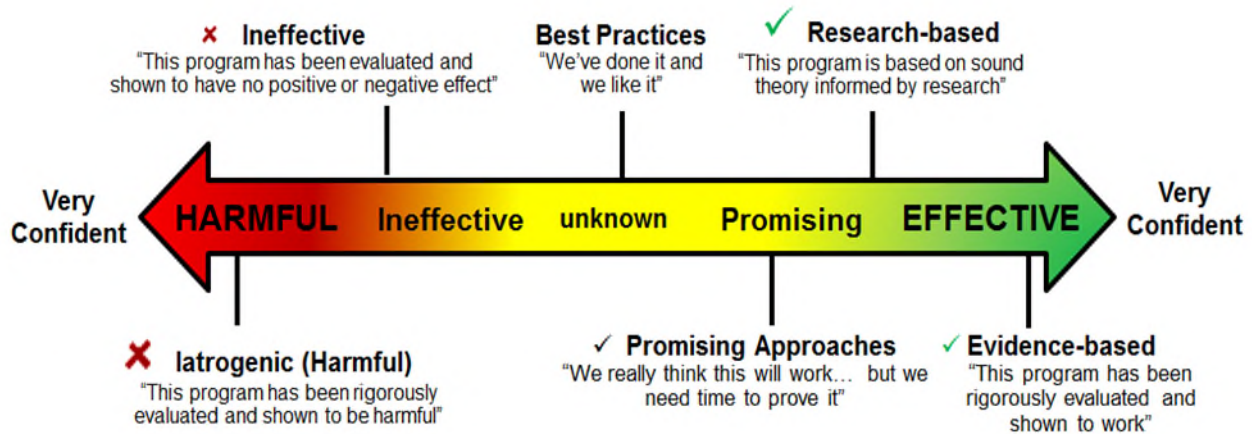 ✗ Ineffective
“This program has been evaluated and
shown to have no positive or negative effect”
Best Practices
“We’ve done it and
we like it”
✓ Research-based
“This program is based on sound
theory informed by research”
Very
Confident
HARMFUL Ineffective unknown Promising EFFECTIVE
Very
Confident
✗ Iatrogenic (Harmful)
“This program has been rigorously
evaluated and shown to be harmful”
✓ Promising Approaches
“We really think this will work... but we
need time to prove it”
✓ Evidence-based
“This program has been
rigorously evaluated and
shown to work”